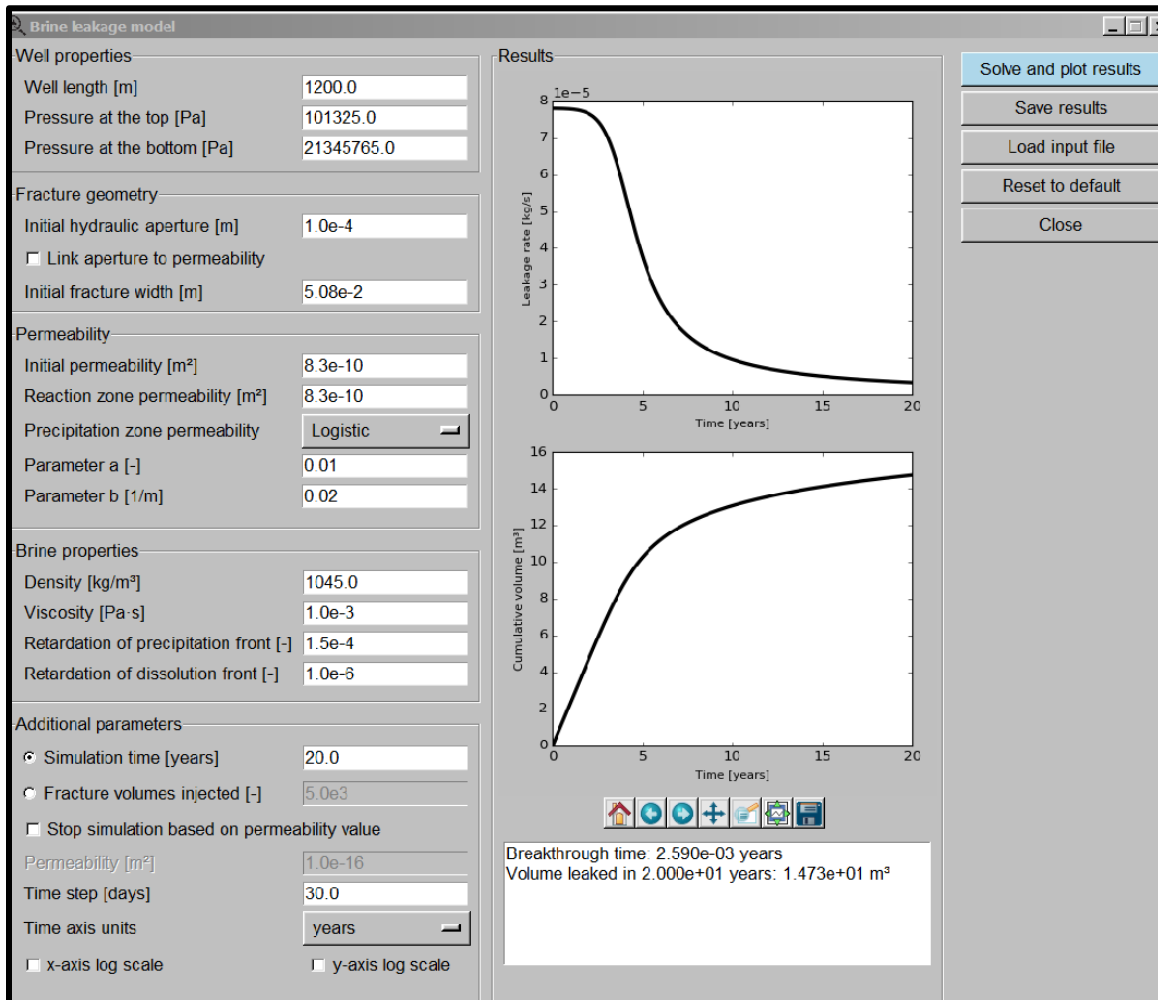 Brine leakage model
Well properties
Well length [m] 1200.0
Pressure at the top [Pa] 101325.0
Pressure at the bottom [Pa] 21345765.0
Fracture geometry
Initial hydraulic aperture [m] 1.0e-4
Link aperture to permeability
Initial fracture width [m] 5.08e-2
Permeability
Initial permeability [m²] 8.3e-10
Reaction zone permeability [m²] 8.3e-10
Precipitation zone permeability Logistic
Parameter a [-] 0.01
Parameter b [1/m] 0.02
Brine properties
Density [kg/m³] 1045.0
Viscosity [Pa·s] 1.0e-3
Retardation of precipitation front [-] 1.5e-4
Retardation of dissolution front [-] 1.0e-6
Additional parameters
Simulation time [years] 20.0
Fracture volumes injected [-] 5.0e3
Stop simulation based on permeability value
Permeability [m²] 1.0e-16
Time step [days] 30.0
Time axis units years
x-axis log scale y-axis log scale
Results
1e−5
8
7
6
5
4
3
2
1
0
Leakage rate [kg/s]
0 5 10 15 20
Time [years]
16
14
12
10
8
6
4
2
0
Cumulative volume [m³]
0 5 10 15 20
Time [years]
Breakthrough time: 2.590e-03 years
Volume leaked in 2.000e+01 years: 1.473e+01 m³
Solve and plot results
Save results
Load input file
Reset to default
Close